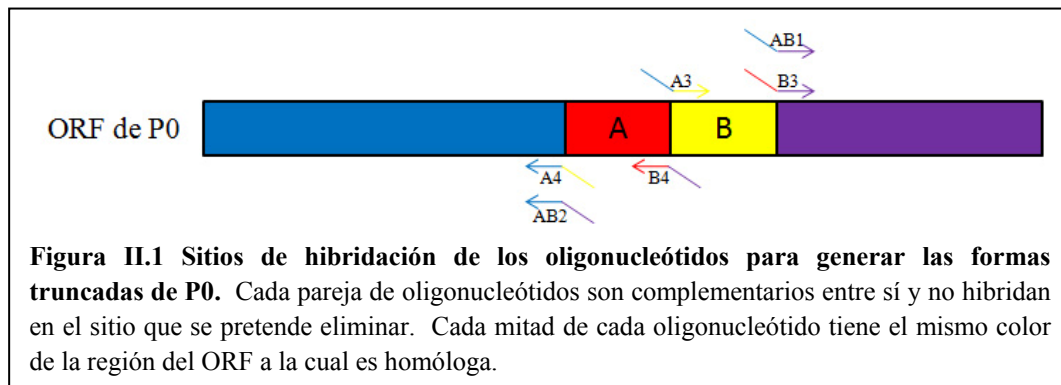 AB1
A3
B3
ORF de P0
A
B
A4
B4
AB2
Figura II.1 Sitios de hibridación de los oligonucleótidos para generar las formas
truncadas de P0. Cada pareja de oligonucleótidos son complementarios entre sí y no hibridan
en el sitio que se pretende eliminar. Cada mitad de cada oligonucleótido tiene el mismo color
de la región del ORF a la cual es homóloga.